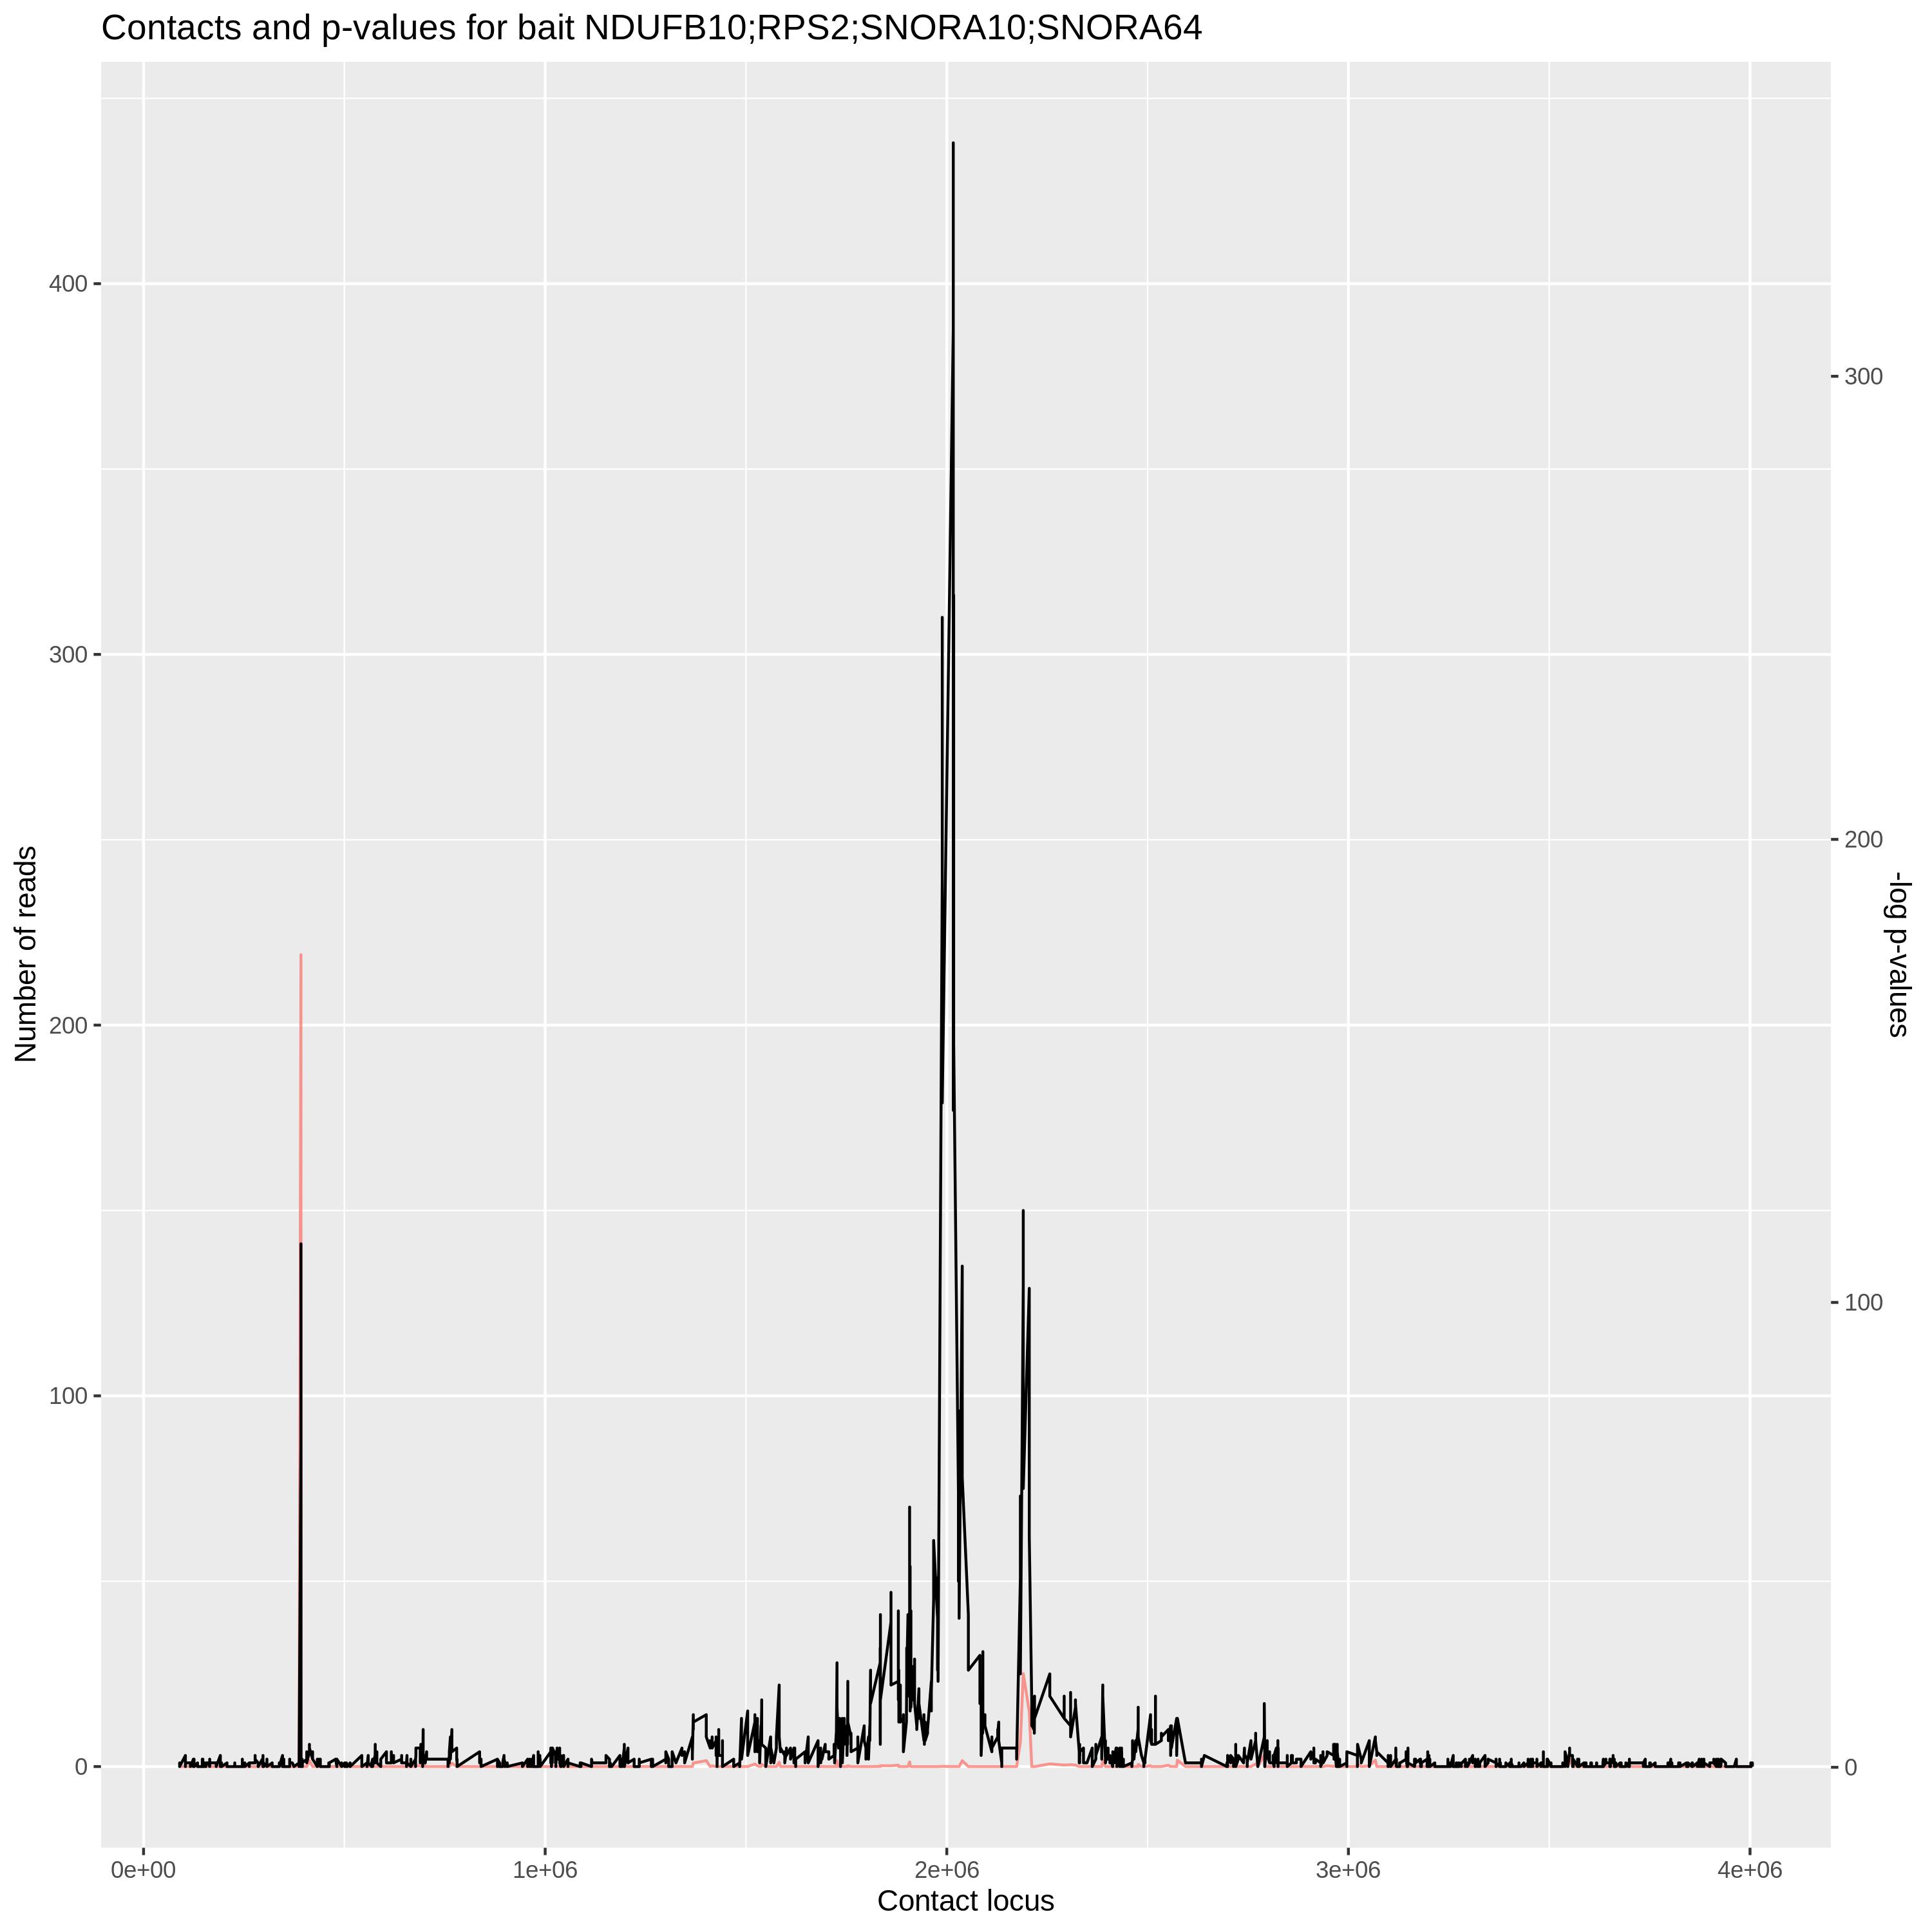 Contacts and p-values for bait NDUFB10;RPS2;SNORA10;SNORA64
400
300
200
100
0
Number of reads
300
200
100
0
-log p-values
0e+00 1e+06 2e+06 3e+06 4e+06
Contact locus